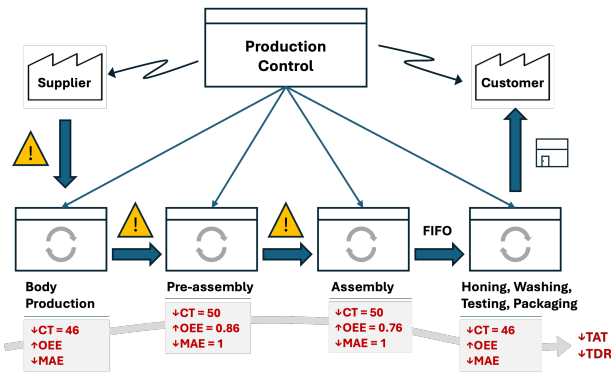 Production
Control
Supplier
Customer
!
!
!
FIFO
Body
Production
Pre-assembly
Assembly
Honing, Washing,
Testing, Packaging
↓CT = 46
↑OEE
↓MAE
↓CT = 50
↑OEE = 0.86
↓MAE = 1
↓CT = 50
↑OEE = 0.76
↓MAE = 1
↓CT = 46
↑OEE
↓MAE
↓TAT
↓TDR